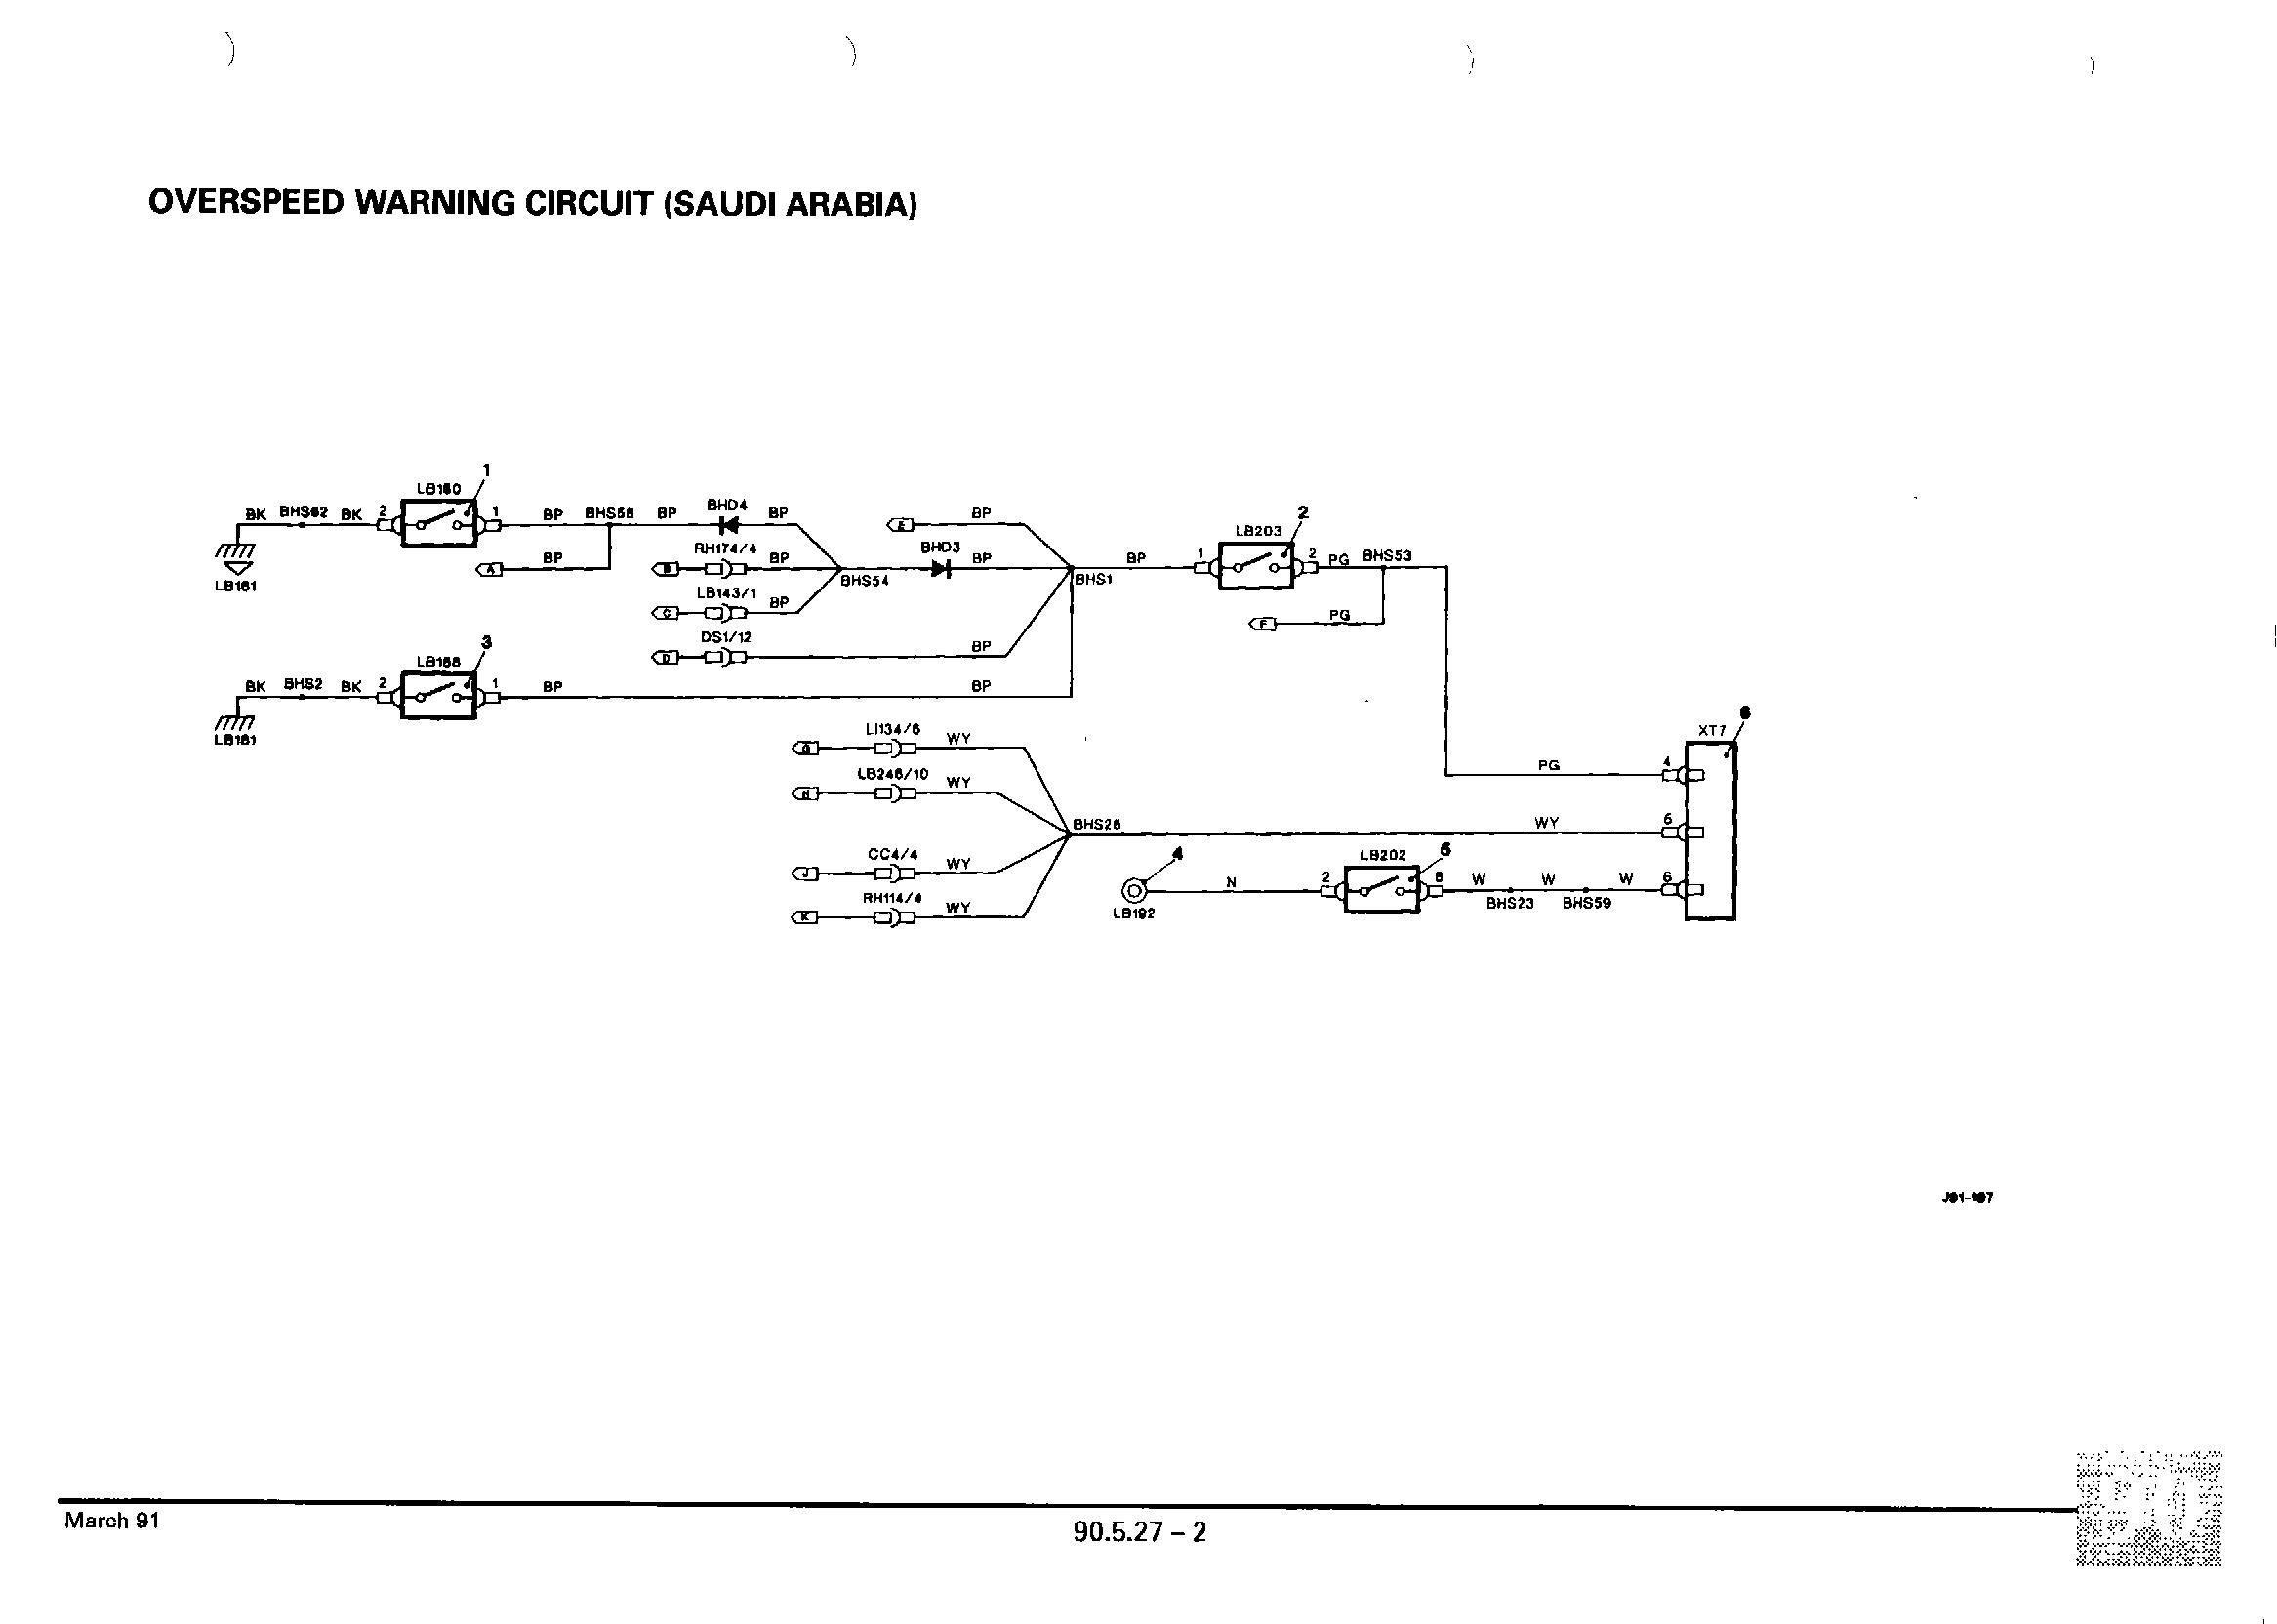 OVERSPEED WARNING CIRCUIT (SAUDI ARABIA)
1
LB160
BK BHS62 BK 2 1 BP BHS58 BP BHD4 BP
LB161
A BP
B RH174/4 BP
BHS54
C LB143/1 BP
D DS1/12 BP
E BP
BHD3 BP
BHS1 BP
2
LB203
1 2 PG BHS53
F PG
3
LB168
BK BHS2 BK 2 1 BP BP
LB181
G LI134/6 WY
H LB246/10 WY
J CC4/4 WY
K RH114/4 WY
BHS26 WY 6
PG 4
XT7
6
4
LB192
N
LB202
5
2 8 W W W 6
BHS23 BHS59
J91-197
March 91
90.5.27 – 2
90